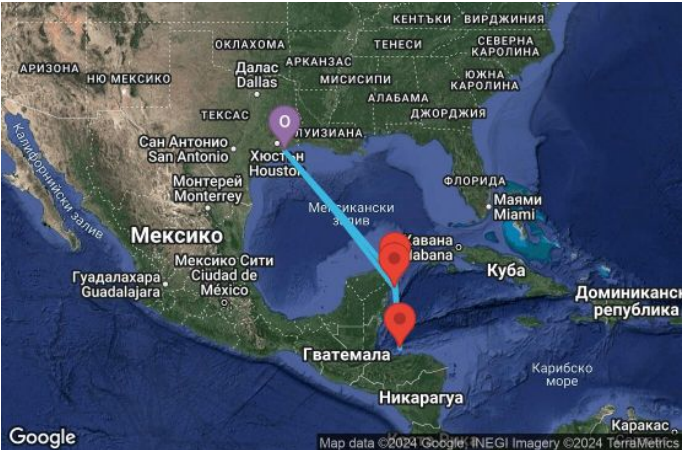 КЕНТЪКИ
ВИРДЖИНИЯ
ОКЛАХОМА
ТЕНЕСИ
СЕВЕРНА
КАРОЛИНА
АРИЗОНА
НЮ МЕКСИКО
Далас
Dallas
АРКАНЗАС
МИСИСИПИ
ЮЖНА
КАРОЛИНА
АЛАБАМА
ДЖОРДЖИЯ
ТЕКСАС
O
ЛУИЗИАНА
Сан Антонио
San Antonio
Хюстън
Houston
Калифорнийски залив
Монтерей
Monterrey
ФЛОРИДА
Маями
Miami
Мексикански
залив
Мексико
Хавана
Habana
Куба
Мексико Сити
Ciudad de
México
Гуадалахара
Guadalajara
Доминиканск
република
Гватемала
Карибско
море
Никарагуа
Каракас
Google
Map data ©2024 Google, INEGI Imagery ©2024 TerraMetrics